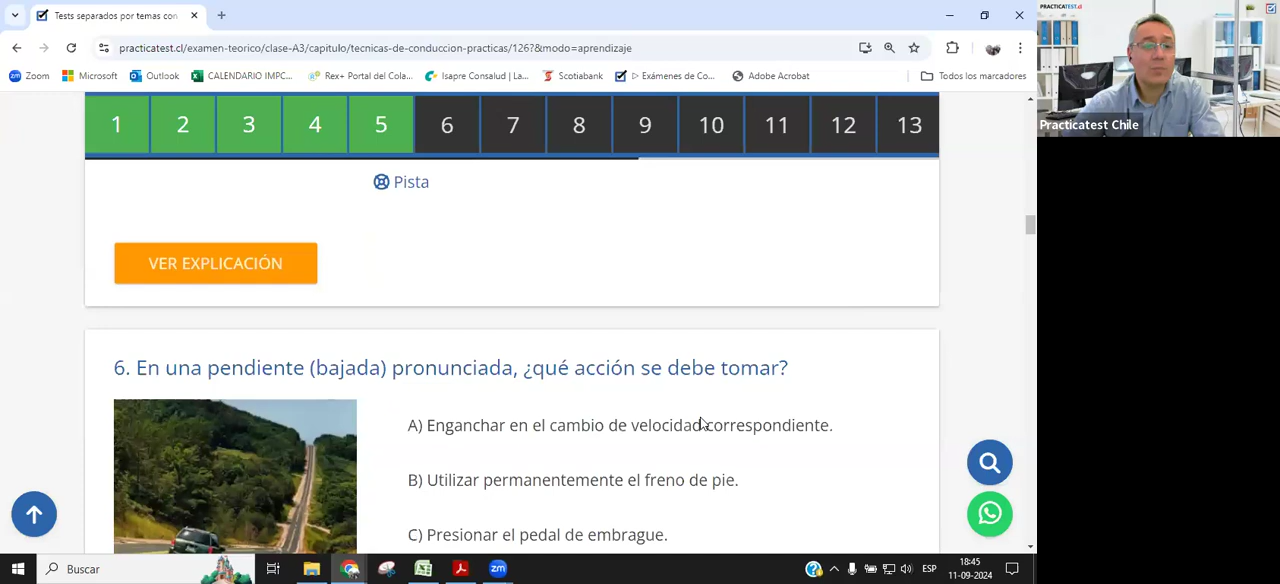 Tests separados por temas con
practicatest.cl/examen-teorico/clase-A3/capitulo/tecnicas-de-conduccion-practicas/126?&modo=aprendizaje
Zoom
Microsoft
Outlook
CALENDARIO IMPC...
Rex+ Portal del Cola...
Isapre Consalud | La...
Scotiabank
▷ Exámenes de Co...
Adobe Acrobat
Todos los marcadores
PRACTICATEST.cl
Practicatest Chile
1 2 3 4 5 6 7 8 9 10 11 12 13
Pista
VER EXPLICACIÓN
6. En una pendiente (bajada) pronunciada, ¿qué acción se debe tomar?
A) Enganchar en el cambio de velocidad correspondiente.
B) Utilizar permanentemente el freno de pie.
C) Presionar el pedal de embrague.
Buscar
zm
ESP
18:45
11-09-2024